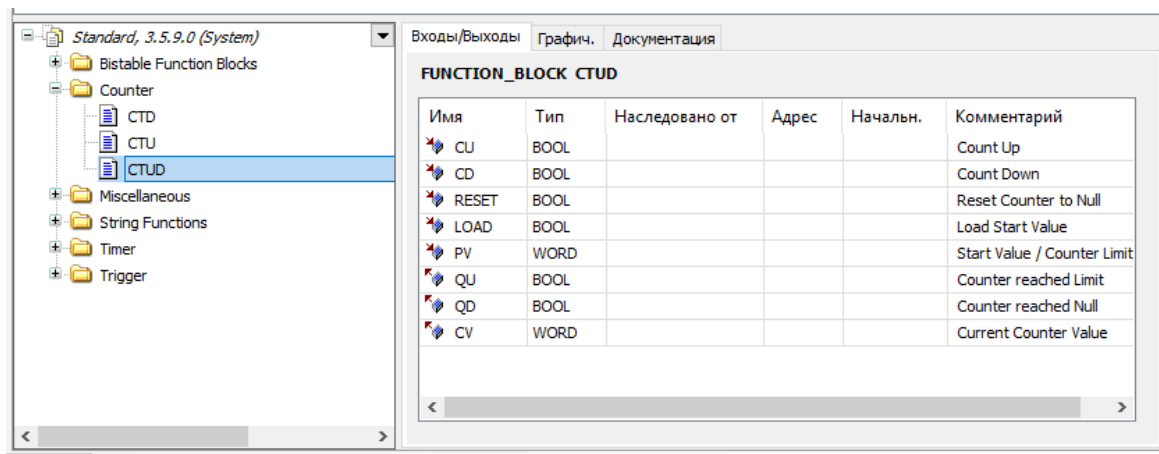 Standard, 3.5.9.0 (System)
Bistable Function Blocks
Counter
CTD
CTU
CTUD
Miscellaneous
String Functions
Timer
Trigger
Входы/Выходы Графич. Документация
FUNCTION_BLOCK CTUD
Имя Тип Наследовано от Адрес Начальн. Комментарий
CU BOOL Count Up
CD BOOL Count Down
RESET BOOL Reset Counter to Null
LOAD BOOL Load Start Value
PV WORD Start Value / Counter Limit
QU BOOL Counter reached Limit
QD BOOL Counter reached Null
CV WORD Current Counter Value